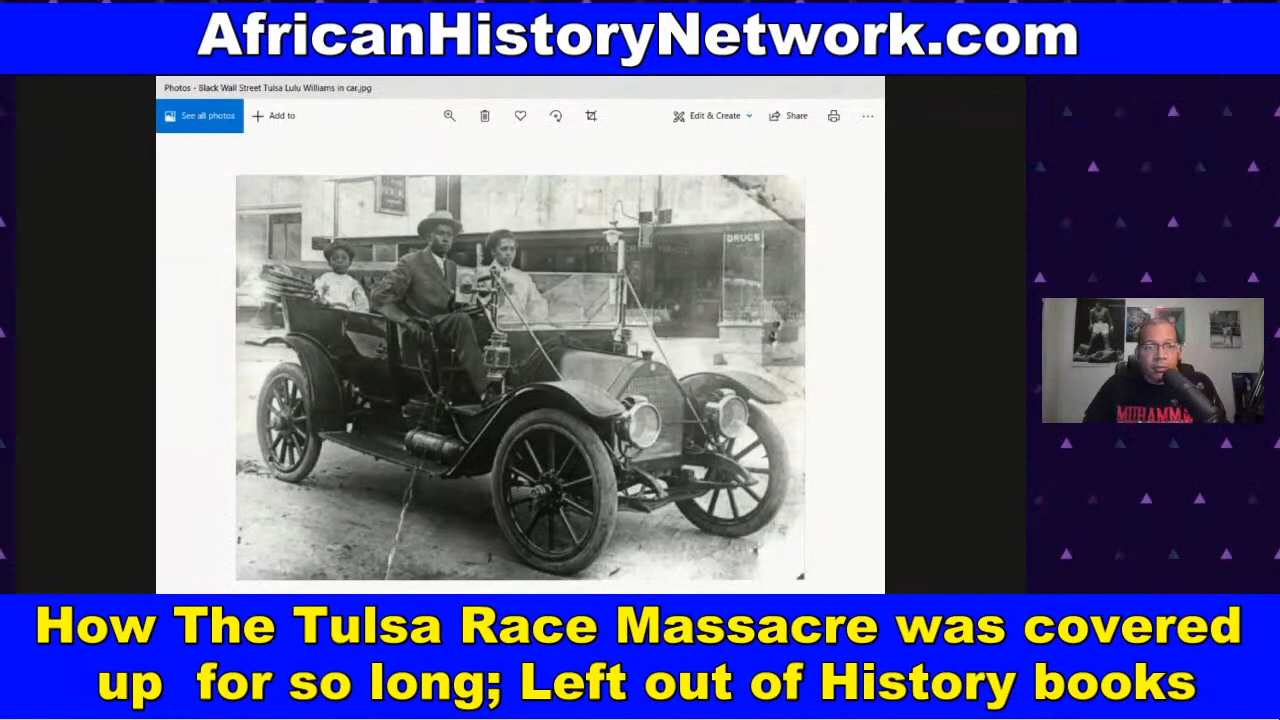 AfricanHistoryNetwork.com
Photos - Black Wall Street Tulsa Lulu Williams in car.jpg
See all photos
Add to
Edit & Create
Share
DRUGS
MUHAMMA
How The Tulsa Race Massacre was covered
up for so long; Left out of History books